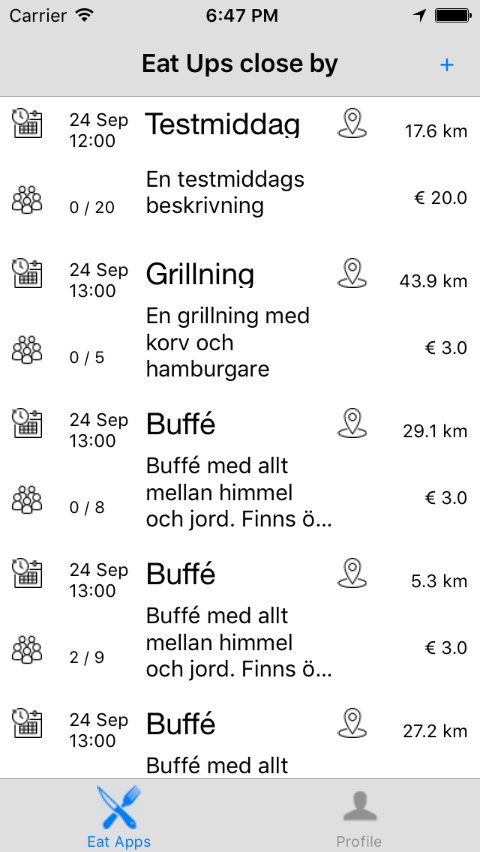 Carrier 6:47 PM
Eat Ups close by +
24 Sep
12:00
Testmiddag
17.6 km
0 / 20
En testmiddags
beskrivning
€ 20.0
24 Sep
13:00
Grillning
43.9 km
0 / 5
En grillning med
korv och
hamburgare
€ 3.0
24 Sep
13:00
Buffé
29.1 km
0 / 8
Buffé med allt
mellan himmel
och jord. Finns ö...
€ 3.0
24 Sep
13:00
Buffé
5.3 km
2 / 9
Buffé med allt
mellan himmel
och jord. Finns ö...
€ 3.0
24 Sep
13:00
Buffé
27.2 km
Buffé med allt
Eat Apps
Profile